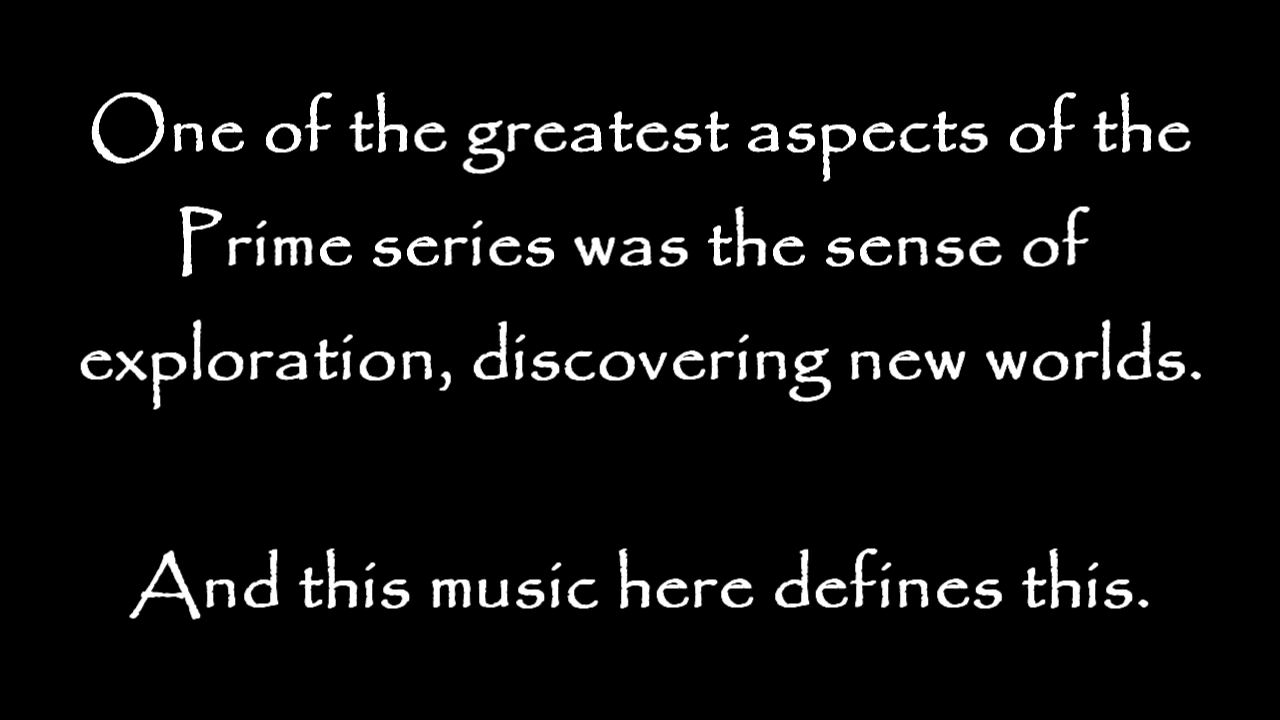 One of the greatest aspects of the
Prime series was the sense of
exploration, discovering new worlds.
And this music here defines this.